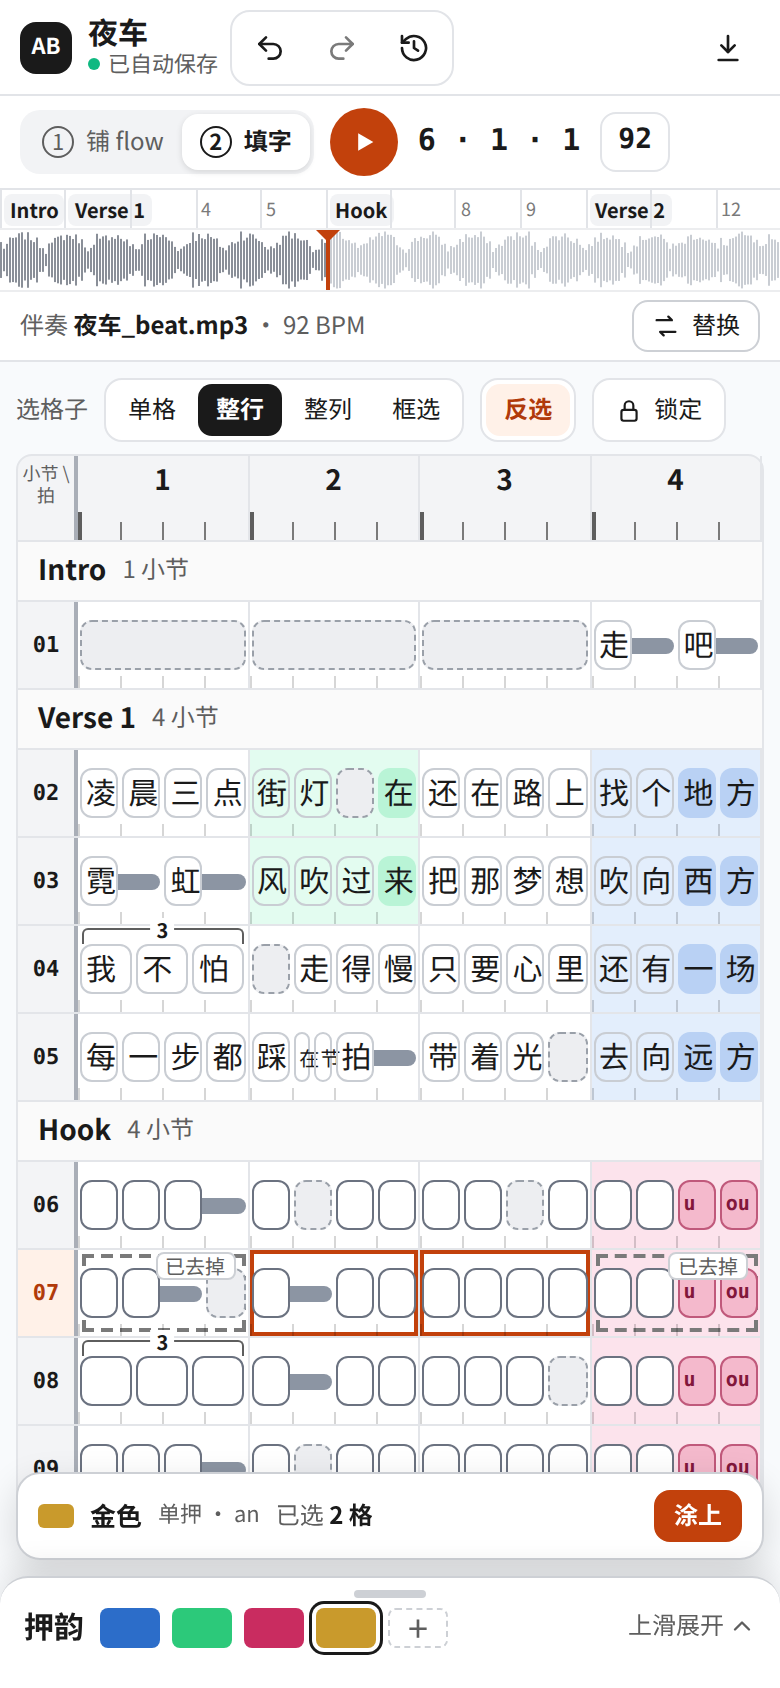 AB 夜车
已自动保存
1 铺 flow 2 填字 6 · 1 · 1 92
Intro Verse 1 4 5 Hook 8 9 Verse 2 12
伴奏 夜车_beat.mp3 · 92 BPM 替换
选格子 单格 整行 整列 框选 反选 锁定
小节 \ 拍 1 2 3 4
Intro 1 小节
01 走 吧
Verse 1 4 小节
02 凌 晨 三 点 街 灯 在 还 在 路 上 找 个 地 方
03 霓 虹 风 吹 过 来 把 那 梦 想 吹 向 西 方
3
04 我 不 怕 走 得 慢 只 要 心 里 还 有 一 场
05 每 一 步 都 踩 在 节 拍 带 着 光 去 向 远 方
Hook 4 小节
06 u ou
已去掉 已去掉
07 u ou
3
08 u ou
09 u ou
金色 单押 · an 已选 2 格 涂上
押韵 + 上滑展开